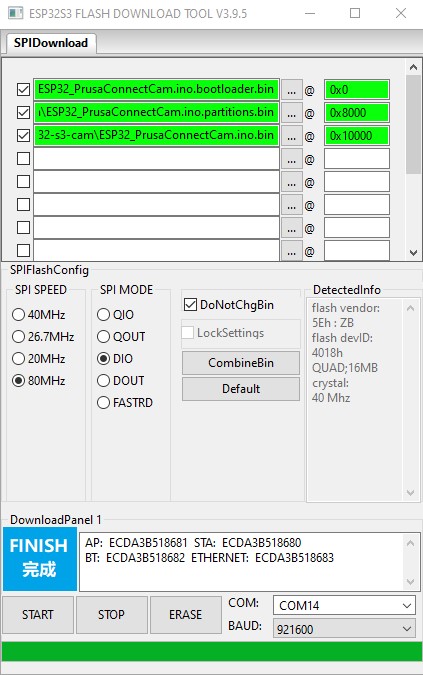 ESP32S3 FLASH DOWNLOAD TOOL V3.9.5
SPIDownload
ESP32_PrusaConnectCam.ino.bootloader.bin ... @ 0x0
i\ESP32_PrusaConnectCam.ino.partitions.bin ... @ 0x8000
32-s3-cam\ESP32_PrusaConnectCam.ino.bin ... @ 0x10000
... @
... @
... @
... @
... @
SPIFlashConfig
SPI SPEED
40MHz
26.7MHz
20MHz
80MHz
SPI MODE
QIO
QOUT
DIO
DOUT
FASTRD
DoNotChgBin
LockSettings
CombineBin
Default
DetectedInfo
flash vendor:
5Eh : ZB
flash devID:
4018h
QUAD;16MB
crystal:
40 Mhz
DownloadPanel 1
FINISH
完成
AP: ECDA3B518681 STA: ECDA3B518680
BT: ECDA3B518682 ETHERNET: ECDA3B518683
START
STOP
ERASE
COM: COM14
BAUD: 921600